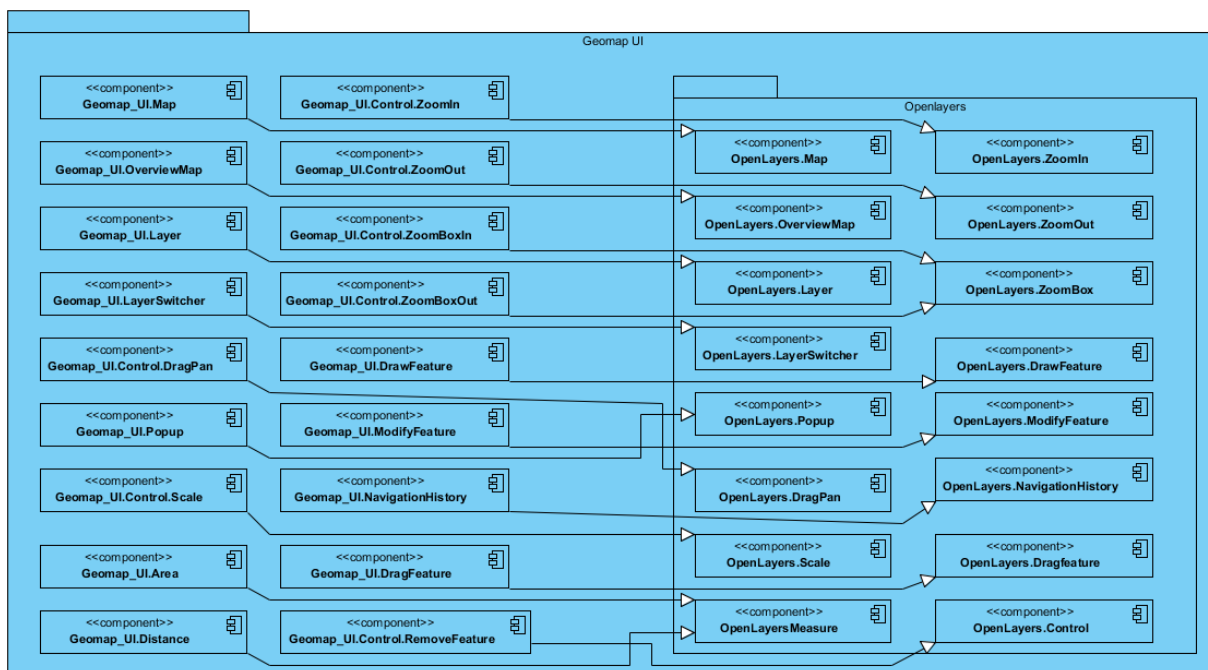 Geomap UI
<<component>>
Geomap_UI.Map
<<component>>
Geomap_UI.OverviewMap
<<component>>
Geomap_UI.Layer
<<component>>
Geomap_UI.LayerSwitcher
<<component>>
Geomap_UI.Control.DragPan
<<component>>
Geomap_UI.Popup
<<component>>
Geomap_UI.Control.Scale
<<component>>
Geomap_UI.Area
<<component>>
Geomap_UI.Distance
<<component>>
Geomap_UI.Control.ZoomIn
<<component>>
Geomap_UI.Control.ZoomOut
<<component>>
Geomap_UI.Control.ZoomBoxIn
<<component>>
Geomap_UI.Control.ZoomBoxOut
<<component>>
Geomap_UI.DrawFeature
<<component>>
Geomap_UI.ModifyFeature
<<component>>
Geomap_UI.NavigationHistory
<<component>>
Geomap_UI.DragFeature
<<component>>
Geomap_UI.Control.RemoveFeature
Openlayers
<<component>>
OpenLayers.Map
<<component>>
OpenLayers.OverviewMap
<<component>>
OpenLayers.Layer
<<component>>
OpenLayers.LayerSwitcher
<<component>>
OpenLayers.Popup
<<component>>
OpenLayers.DragPan
<<component>>
OpenLayers.Scale
<<component>>
OpenLayersMeasure
<<component>>
OpenLayers.ZoomIn
<<component>>
OpenLayers.ZoomOut
<<component>>
OpenLayers.ZoomBox
<<component>>
OpenLayers.DrawFeature
<<component>>
OpenLayers.ModifyFeature
<<component>>
OpenLayers.NavigationHistory
<<component>>
OpenLayers.Dragfeature
<<component>>
OpenLayers.Control